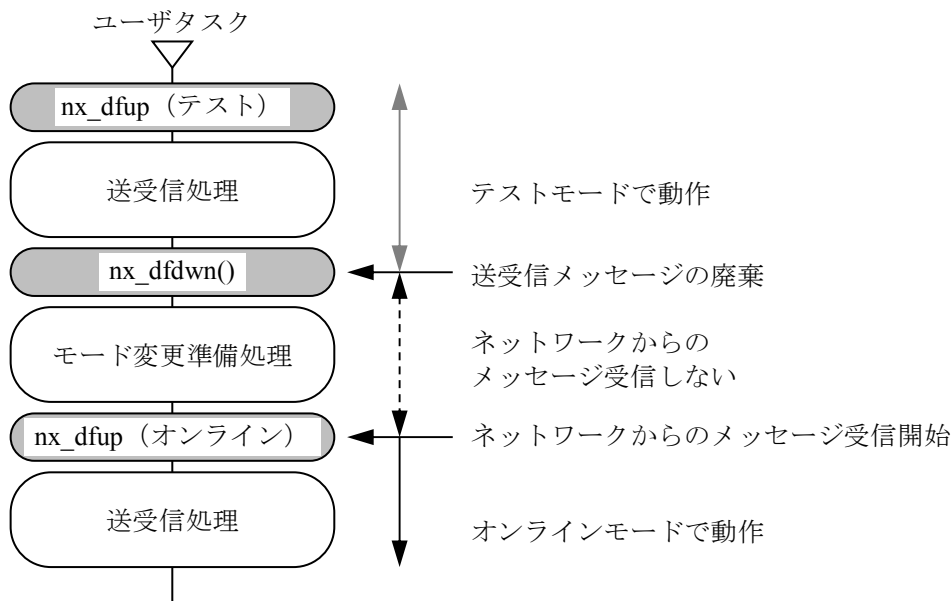 ユーザタスク
nx_dfup(テスト)
送受信処理
テストモードで動作
nx_dfdwn()
送受信メッセージの廃棄
モード変更準備処理
ネットワークからの
メッセージ受信しない
nx_dfup(オンライン)
ネットワークからのメッセージ受信開始
送受信処理
オンラインモードで動作